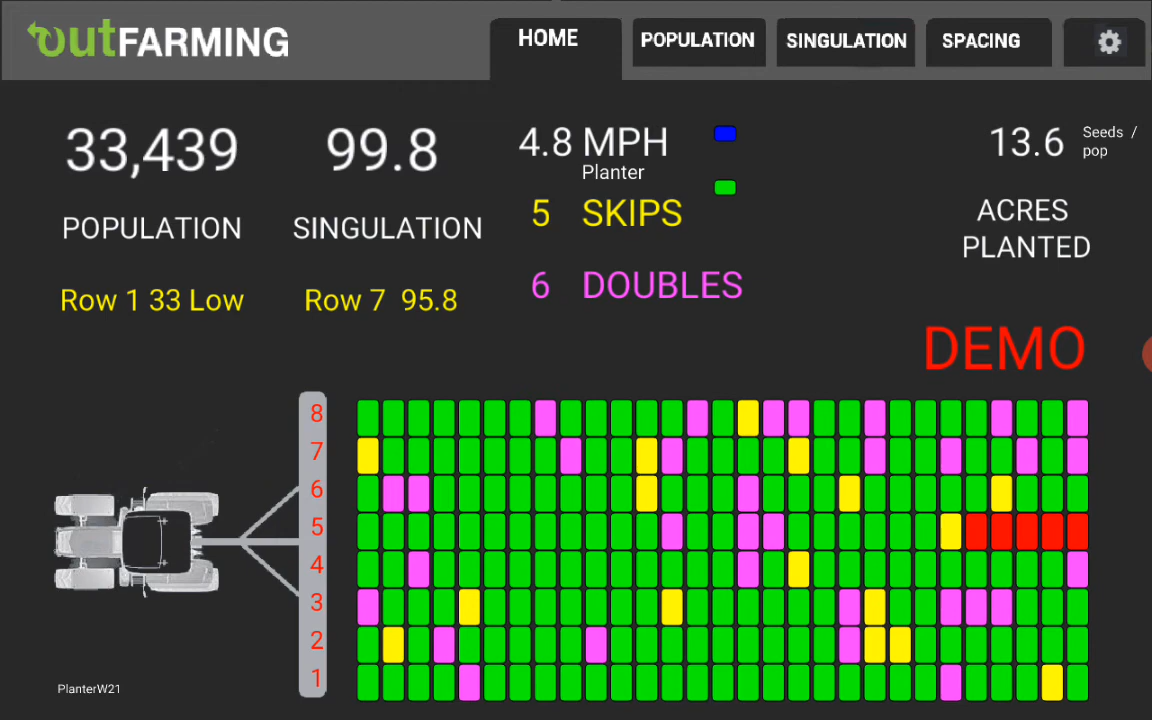 outFARMING
HOME
POPULATION
SINGULATION
SPACING
33,439
POPULATION
Row 1 33 Low
99.8
SINGULATION
Row 7 95.8
4.8 MPH
Planter
5 SKIPS
6 DOUBLES
13.6
Seeds /
pop
ACRES
PLANTED
DEMO
8
7
6
5
4
3
2
1
PlanterW21